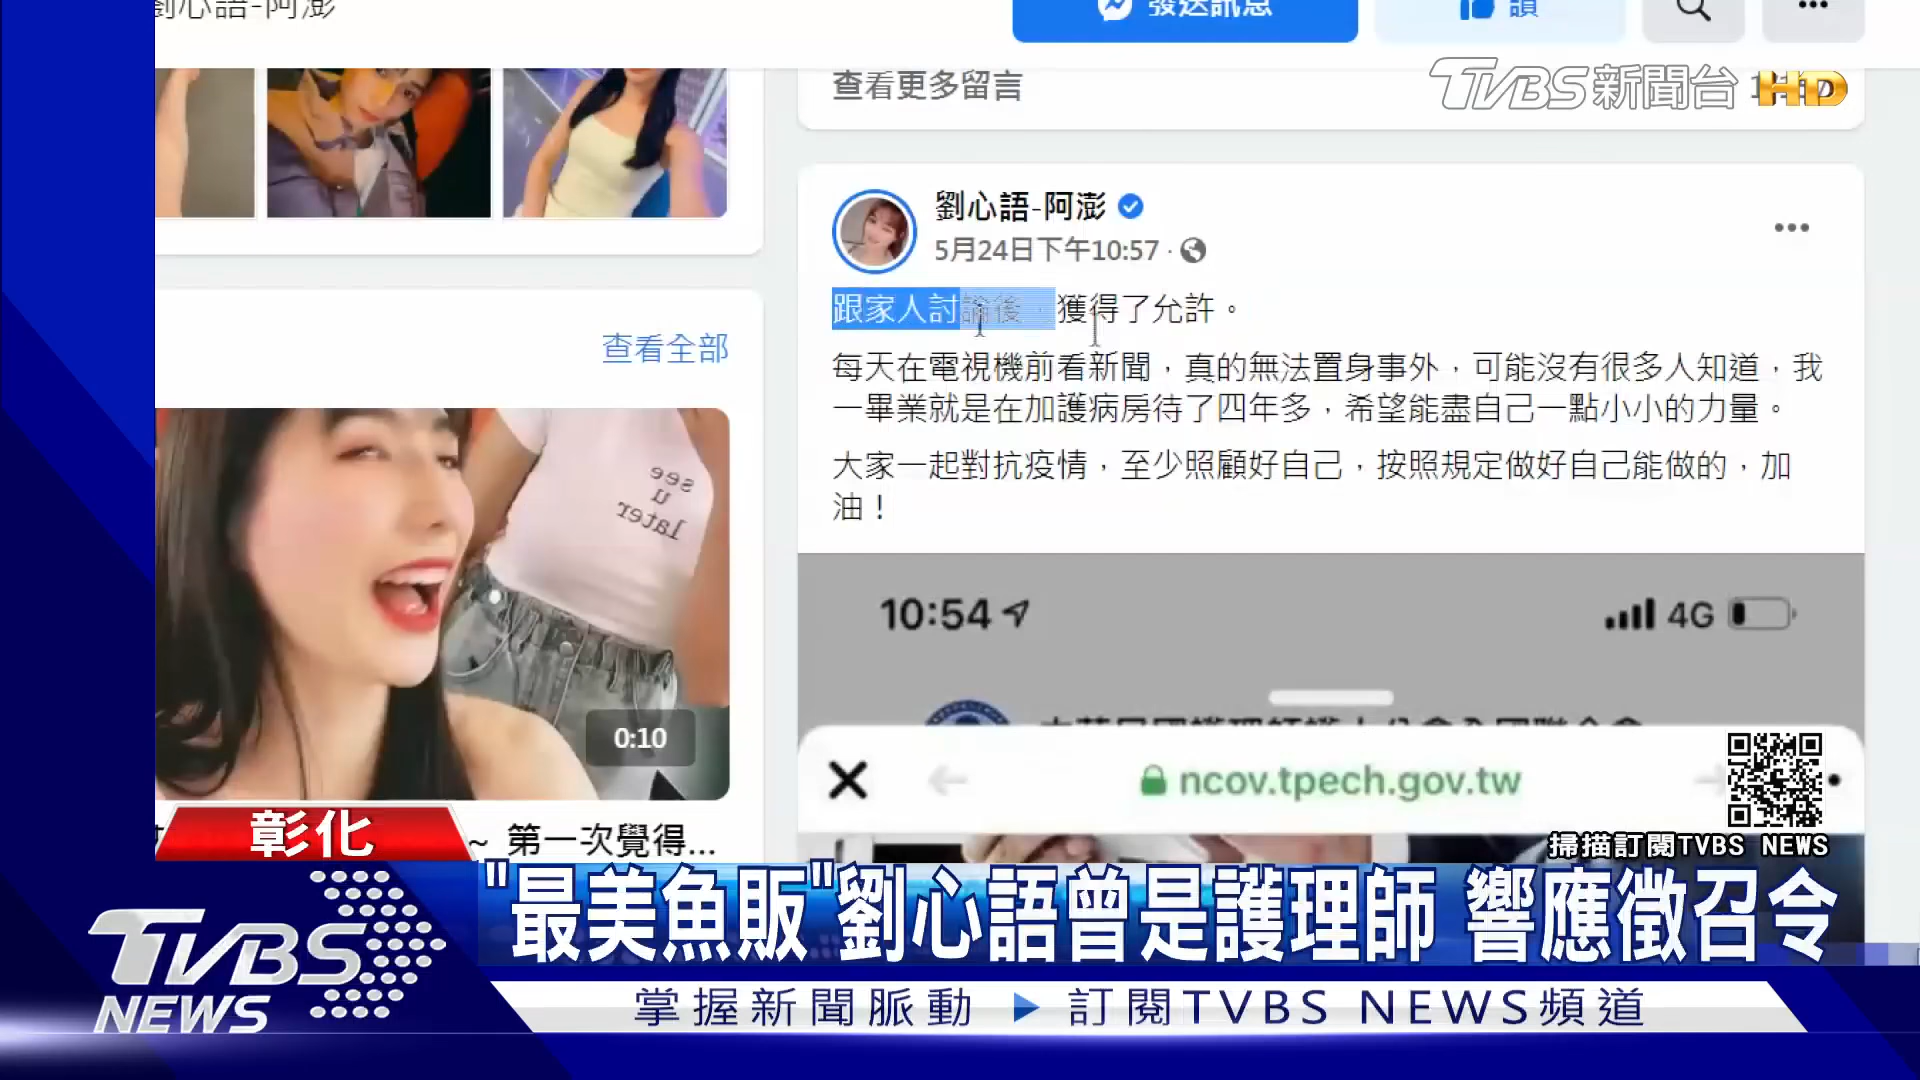 劉心語-阿澎
發送訊息
讚
查看更多留言
TVBS新聞台 HD
劉心語-阿澎
5月24日下午10:57
跟家人討論後，獲得了允許。
每天在電視機前看新聞，真的無法置身事外，可能沒有很多人知道，我
一畢業就是在加護病房待了四年多，希望能盡自己一點小小的力量。
大家一起對抗疫情，至少照顧好自己，按照規定做好自己能做的，加
油！
查看全部
see
u
later
0:10
10:54
4G
ncov.tpech.gov.tw
~ 第一次覺得...
彰化
掃描訂閱TVBS NEWS
"最美魚販"劉心語曾是護理師 響應徵召令
TVBS
NEWS
掌握新聞脈動 ▶ 訂閱TVBS NEWS頻道